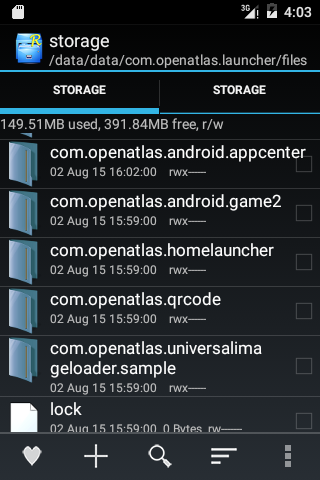 3G 4:03
R storage
/data/data/com.openatlas.launcher/files
STORAGE STORAGE
149.51MB used, 391.84MB free, r/w
com.openatlas.android.appcenter
02 Aug 15 16:02:00 rwx------
com.openatlas.android.game2
02 Aug 15 15:59:00 rwx------
com.openatlas.homelauncher
02 Aug 15 15:59:00 rwx------
com.openatlas.qrcode
02 Aug 15 15:59:00 rwx------
com.openatlas.universalima
geloader.sample
02 Aug 15 15:59:00 rwx------
lock
02 Aug 15 15:59:00 0 Bytes rw-------